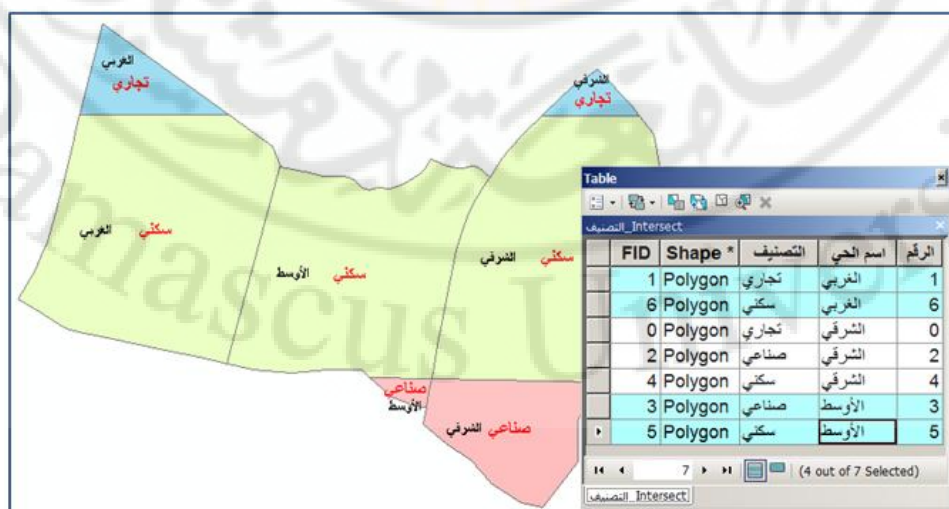 الغربي
تجاري
الشرقي
تجاري
سكني الغربي
سكني الأوسط
سكني الشرقي
صناعي
الأوسط
صناعي الشرقي
amascus Univers
Table
التصنيف_Intersect
FID Shape * التصنيف اسم الحي الرقم
1 Polygon تجاري الغربي 1
6 Polygon سكني الغربي 6
0 Polygon تجاري الشرقي 0
2 Polygon صناعي الشرقي 2
4 Polygon سكني الشرقي 4
3 Polygon صناعي الأوسط 3
5 Polygon سكني الأوسط 5
7 (4 out of 7 Selected)
التصنيف_Intersect